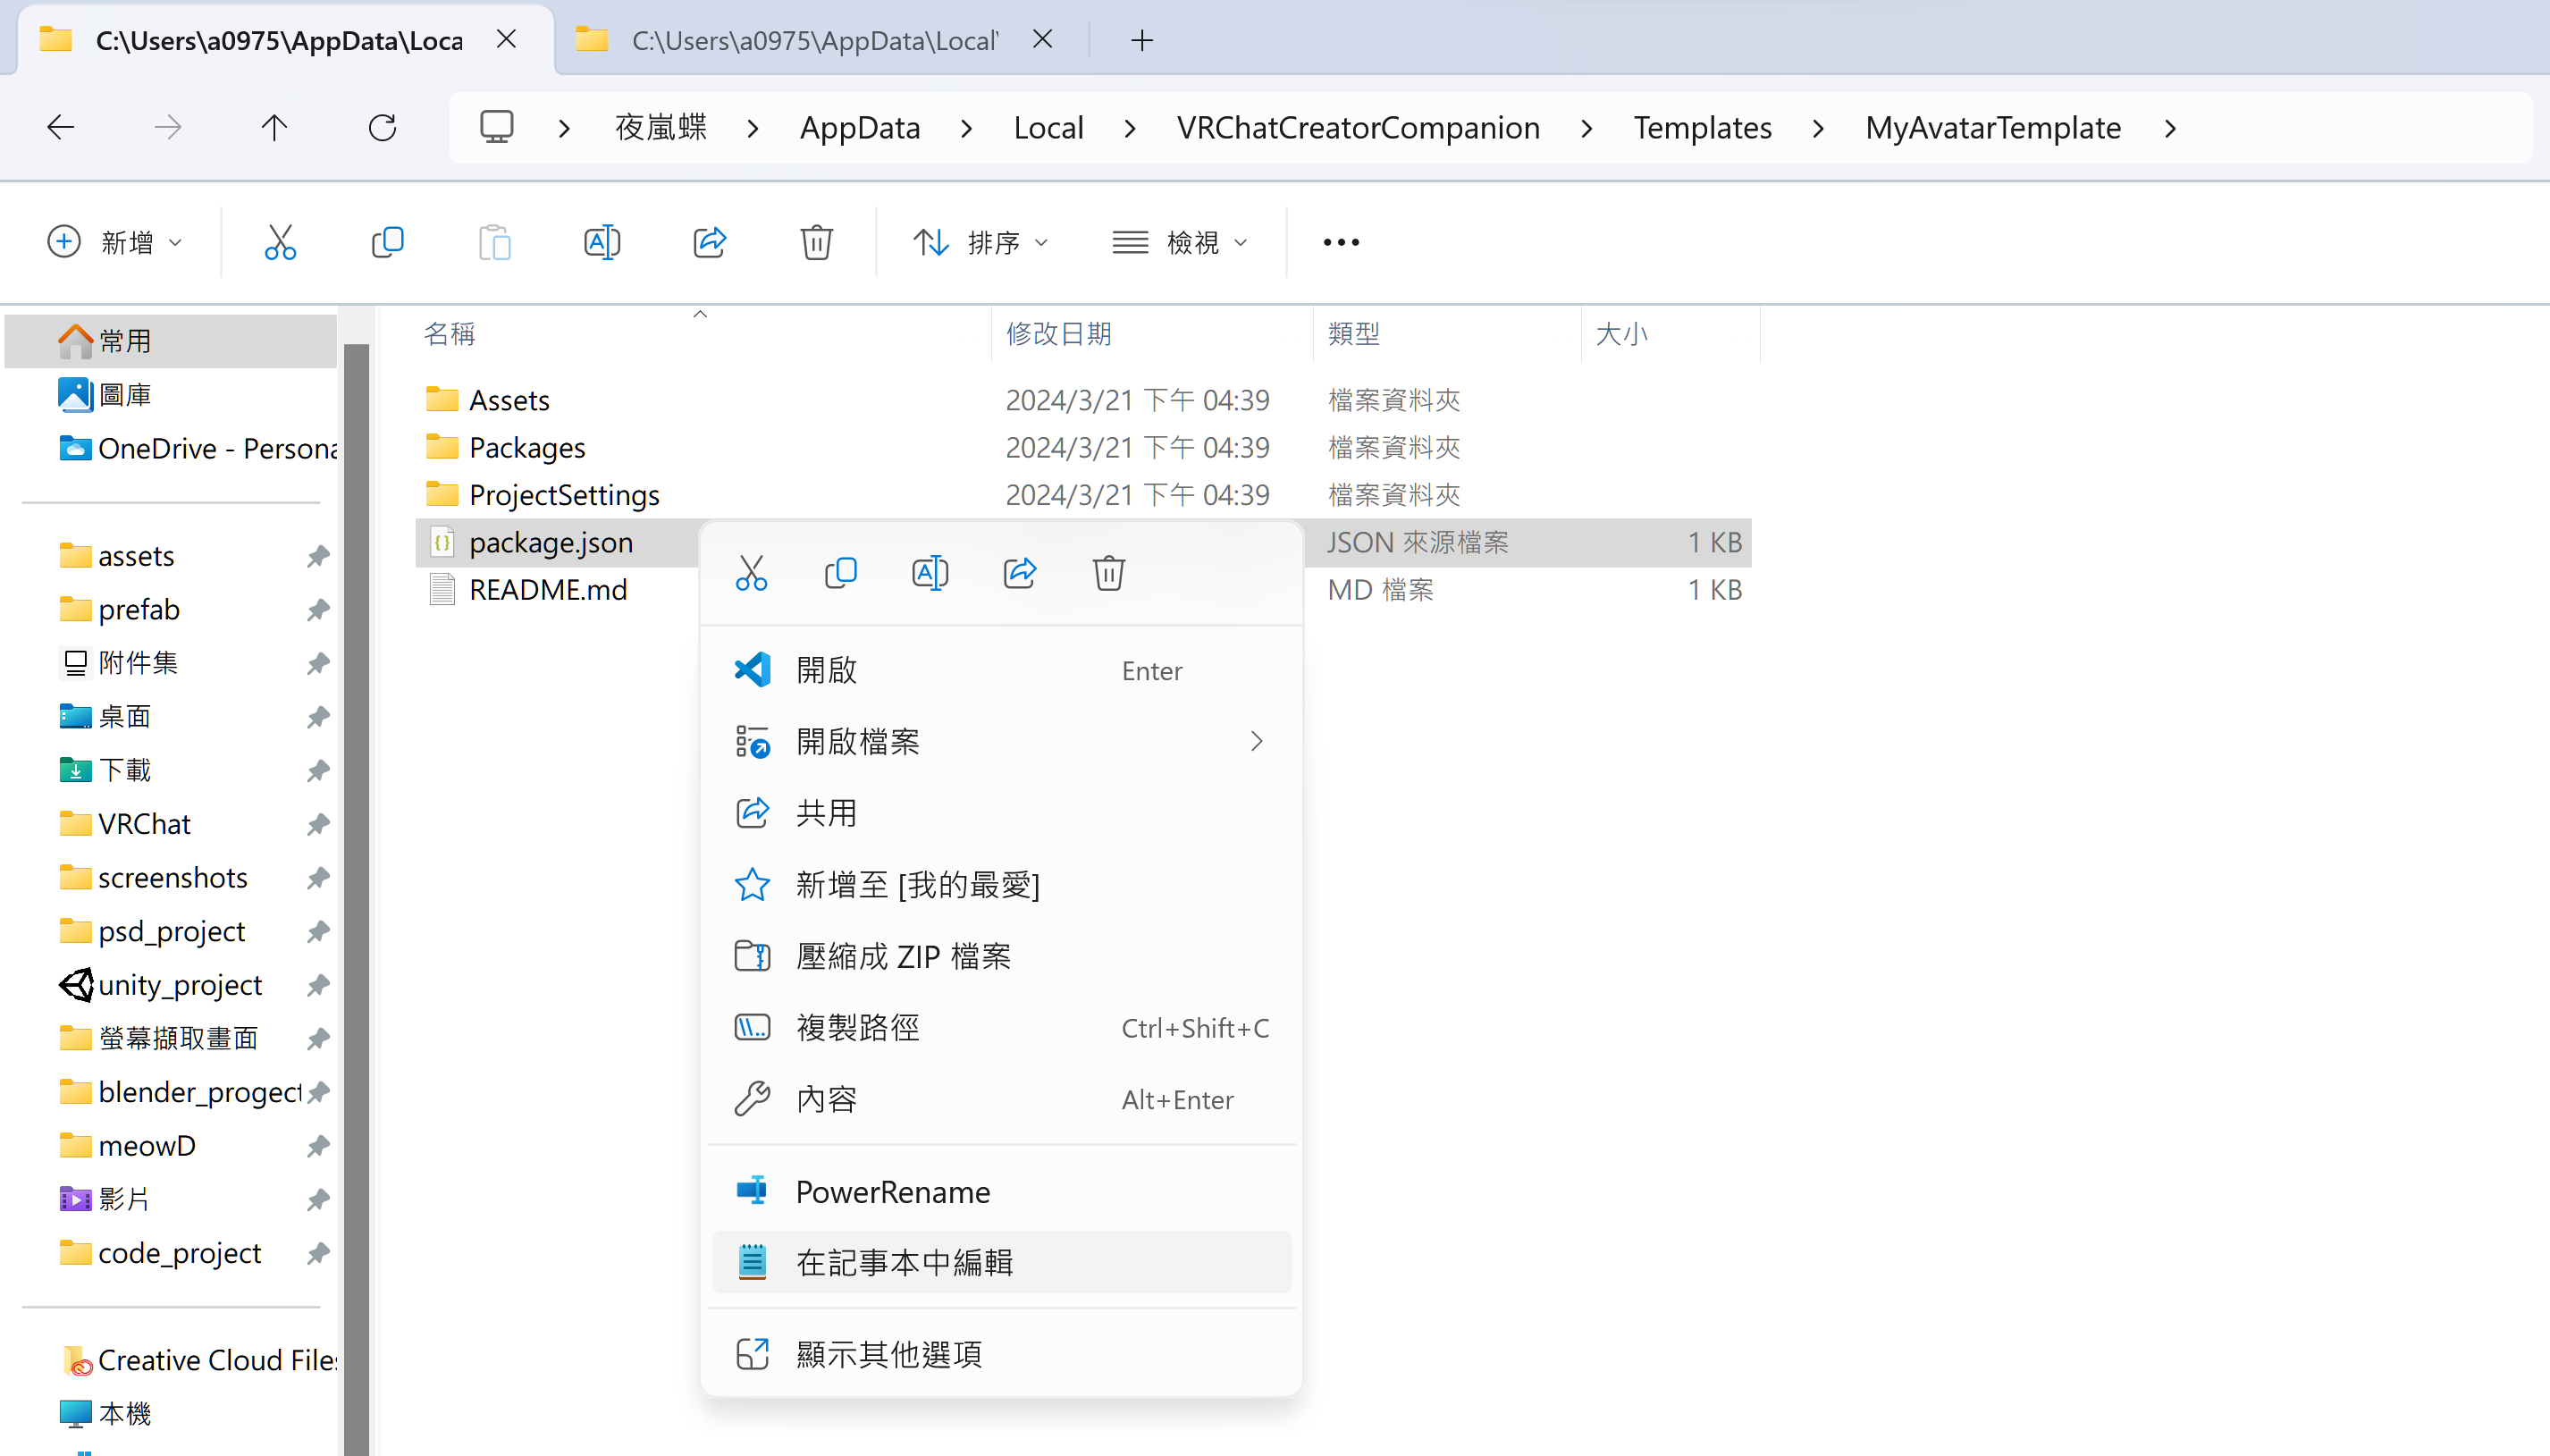 C:\Users\a0975\AppData\Loca
C:\Users\a0975\AppData\Local\
夜嵐蝶 AppData Local VRChatCreatorCompanion Templates MyAvatarTemplate
新增 排序 檢視
名稱 修改日期 類型 大小
Assets 2024/3/21 下午 04:39 檔案資料夾
Packages 2024/3/21 下午 04:39 檔案資料夾
ProjectSettings 2024/3/21 下午 04:39 檔案資料夾
package.json JSON 來源檔案 1 KB
README.md MD 檔案 1 KB
常用
圖庫
OneDrive - Persona
assets
prefab
附件集
桌面
下載
VRChat
screenshots
psd_project
unity_project
螢幕擷取畫面
blender_progect
meowD
影片
code_project
Creative Cloud Files
本機
開啟 Enter
開啟檔案
共用
新增至 [我的最愛]
壓縮成 ZIP 檔案
複製路徑 Ctrl+Shift+C
內容 Alt+Enter
PowerRename
在記事本中編輯
顯示其他選項